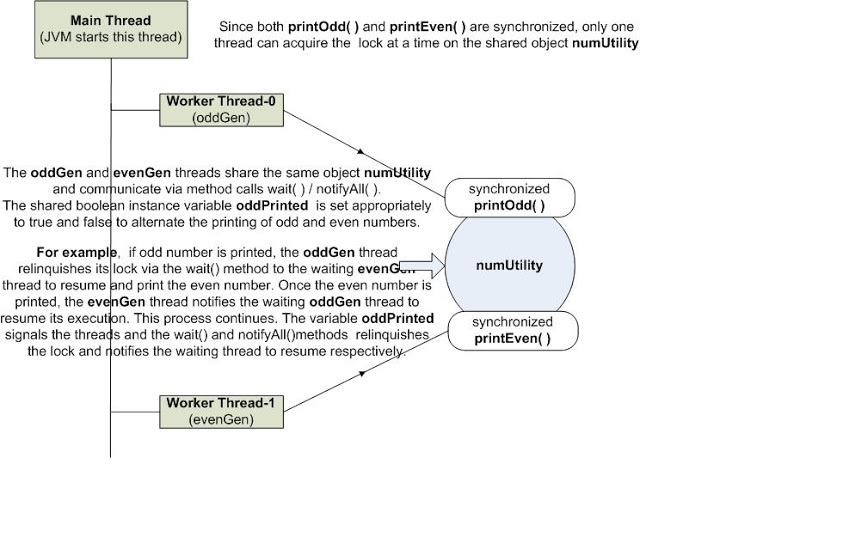 Main Thread
(JVM starts this thread)
Since both printOdd( ) and printEven( ) are synchronized, only one
thread can acquire the lock at a time on the shared object numUtility
Worker Thread-0
(oddGen)
The oddGen and evenGen threads share the same object numUtility
and communicate via method calls wait( ) / notifyAll( ).
The shared boolean instance variable oddPrinted is set appropriately
to true and false to alternate the printing of odd and even numbers.
synchronized
printOdd( )
For example, if odd number is printed, the oddGen thread
relinquishes its lock via the wait() method to the waiting evenGen
thread to resume and print the even number. Once the even number is
printed, the evenGen thread notifies the waiting oddGen thread to
resume its execution. This process continues. The variable oddPrinted
signals the threads and the wait() and notifyAll()methods relinquishes
the lock and notifies the waiting thread to resume respectively.
numUtility
synchronized
printEven( )
Worker Thread-1
(evenGen)